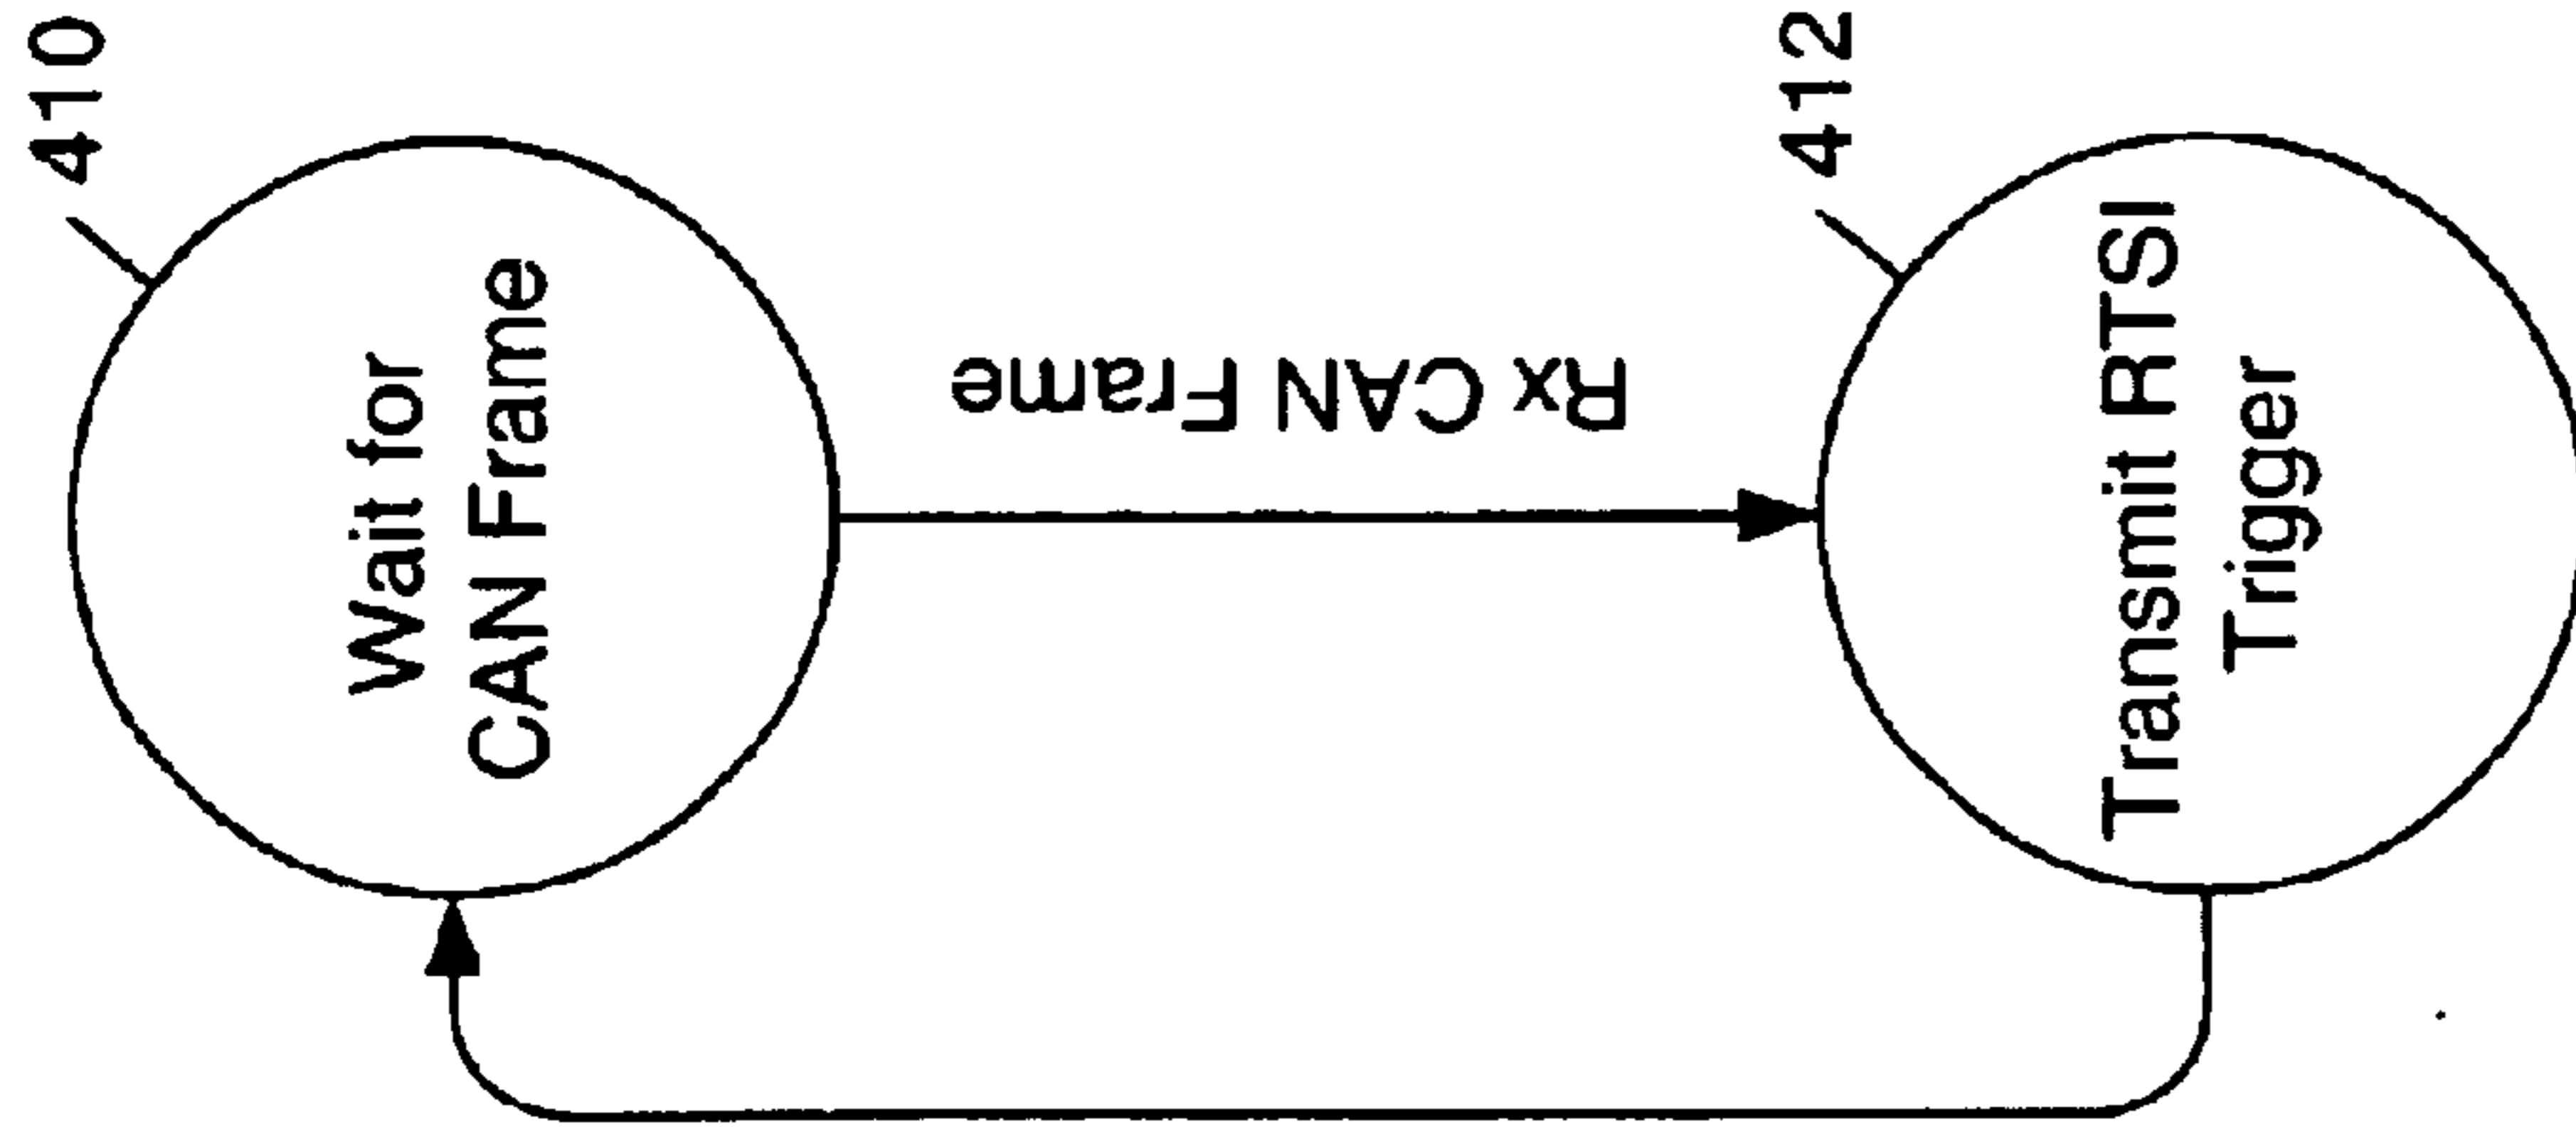 410
Wait for
CAN Frame
Rx CAN Frame
412
Transmit RTSI
Trigger